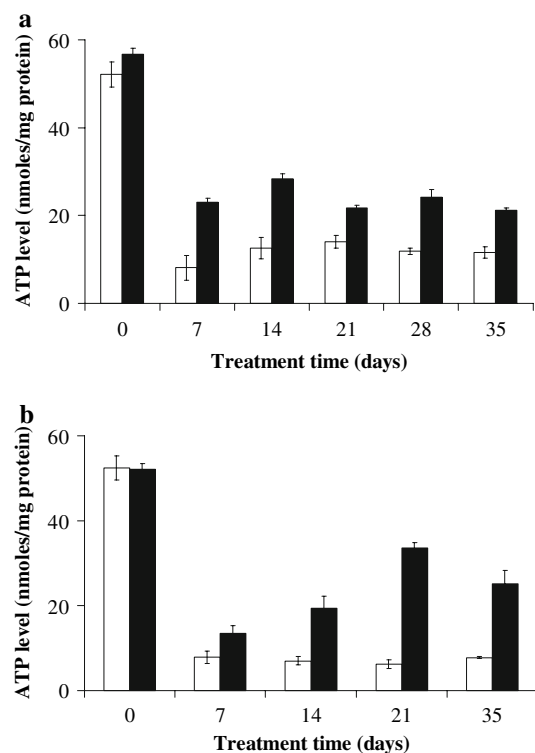 a
ATP level (nmoles/mg protein)
60
40
20
0
0 7 14 21 28 35
Treatment time (days)
b
ATP level (nmoles/mg protein)
60
40
20
0
0 7 14 21 35
Treatment time (days)